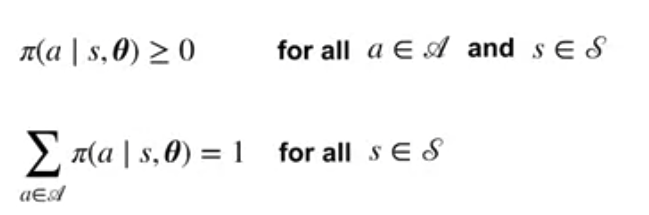 π(a | s, θ) ≥ 0 for all a ∈ 𝒜 and s ∈ 𝒮
∑ π(a | s, θ) = 1 for all s ∈ 𝒮
a∈𝒜